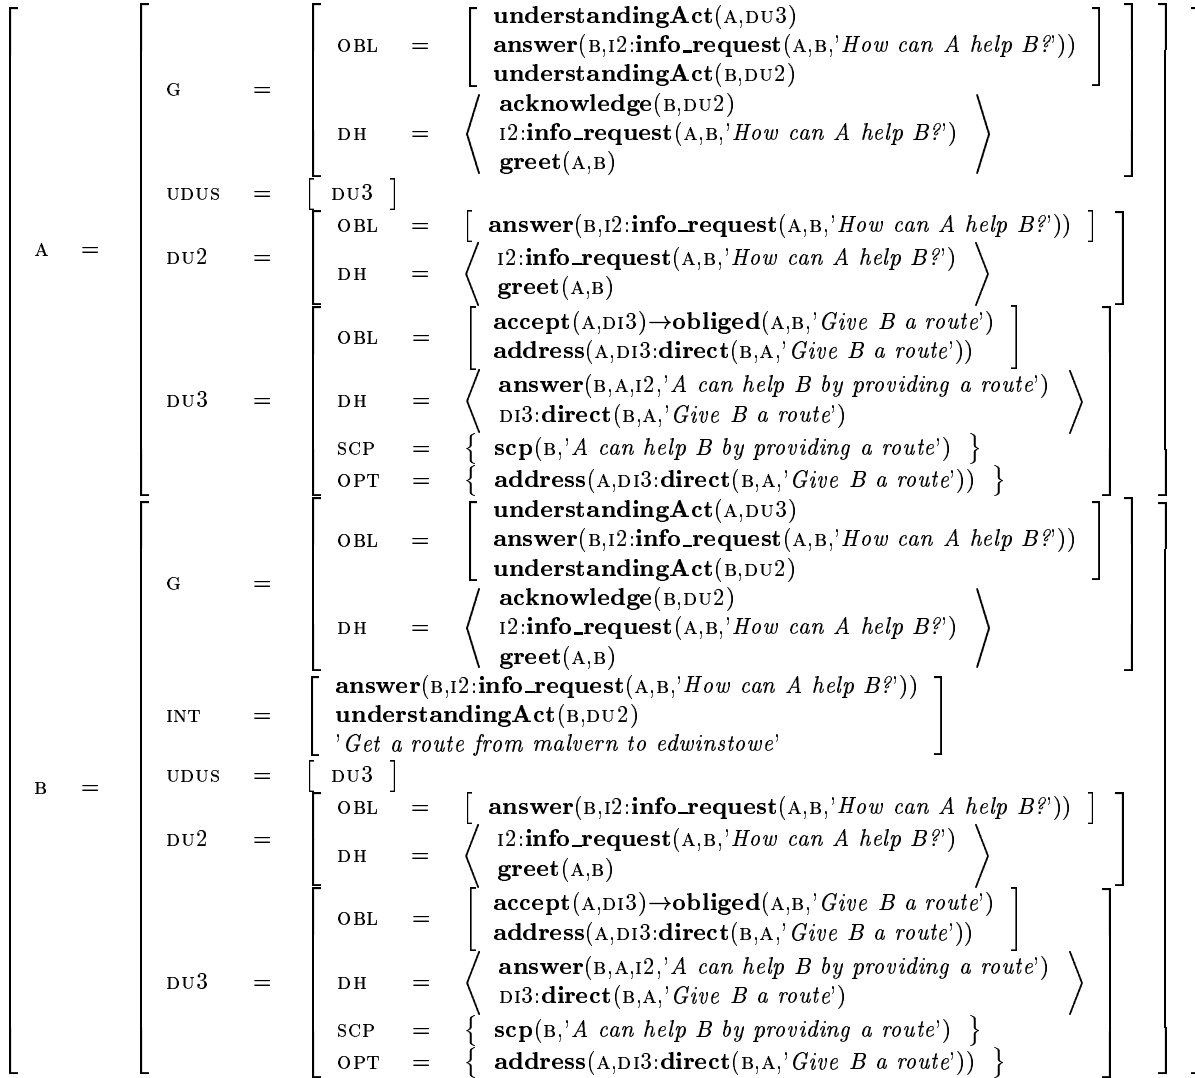 understandingAct(A,DU3)
OBL = answer(B,I2:info_request(A,B,'How can A help B?'))
understandingAct(B,DU2)
G =
acknowledge(B,DU2)
DH = I2:info_request(A,B,'How can A help B?')
greet(A,B)
UDUS = [ DU3 ]
OBL = [ answer(B,I2:info_request(A,B,'How can A help B?')) ]
A = DU2 =
I2:info_request(A,B,'How can A help B?')
DH =
greet(A,B)
accept(A,DI3)→obliged(A,B,'Give B a route')
OBL =
address(A,DI3:direct(B,A,'Give B a route'))
answer(B,A,I2,'A can help B by providing a route')
DU3 = DH =
DI3:direct(B,A,'Give B a route')
SCP = { scp(B,'A can help B by providing a route') }
OPT = { address(A,DI3:direct(B,A,'Give B a route')) }
understandingAct(A,DU3)
OBL = answer(B,I2:info_request(A,B,'How can A help B?'))
understandingAct(B,DU2)
G =
acknowledge(B,DU2)
DH = I2:info_request(A,B,'How can A help B?')
greet(A,B)
answer(B,I2:info_request(A,B,'How can A help B?'))
INT = understandingAct(B,DU2)
'Get a route from malvern to edwinstowe'
UDUS = [ DU3 ]
B =
OBL = [ answer(B,I2:info_request(A,B,'How can A help B?')) ]
DU2 =
I2:info_request(A,B,'How can A help B?')
DH =
greet(A,B)
accept(A,DI3)→obliged(A,B,'Give B a route')
OBL =
address(A,DI3:direct(B,A,'Give B a route'))
answer(B,A,I2,'A can help B by providing a route')
DU3 = DH =
DI3:direct(B,A,'Give B a route')
SCP = { scp(B,'A can help B by providing a route') }
OPT = { address(A,DI3:direct(B,A,'Give B a route')) }